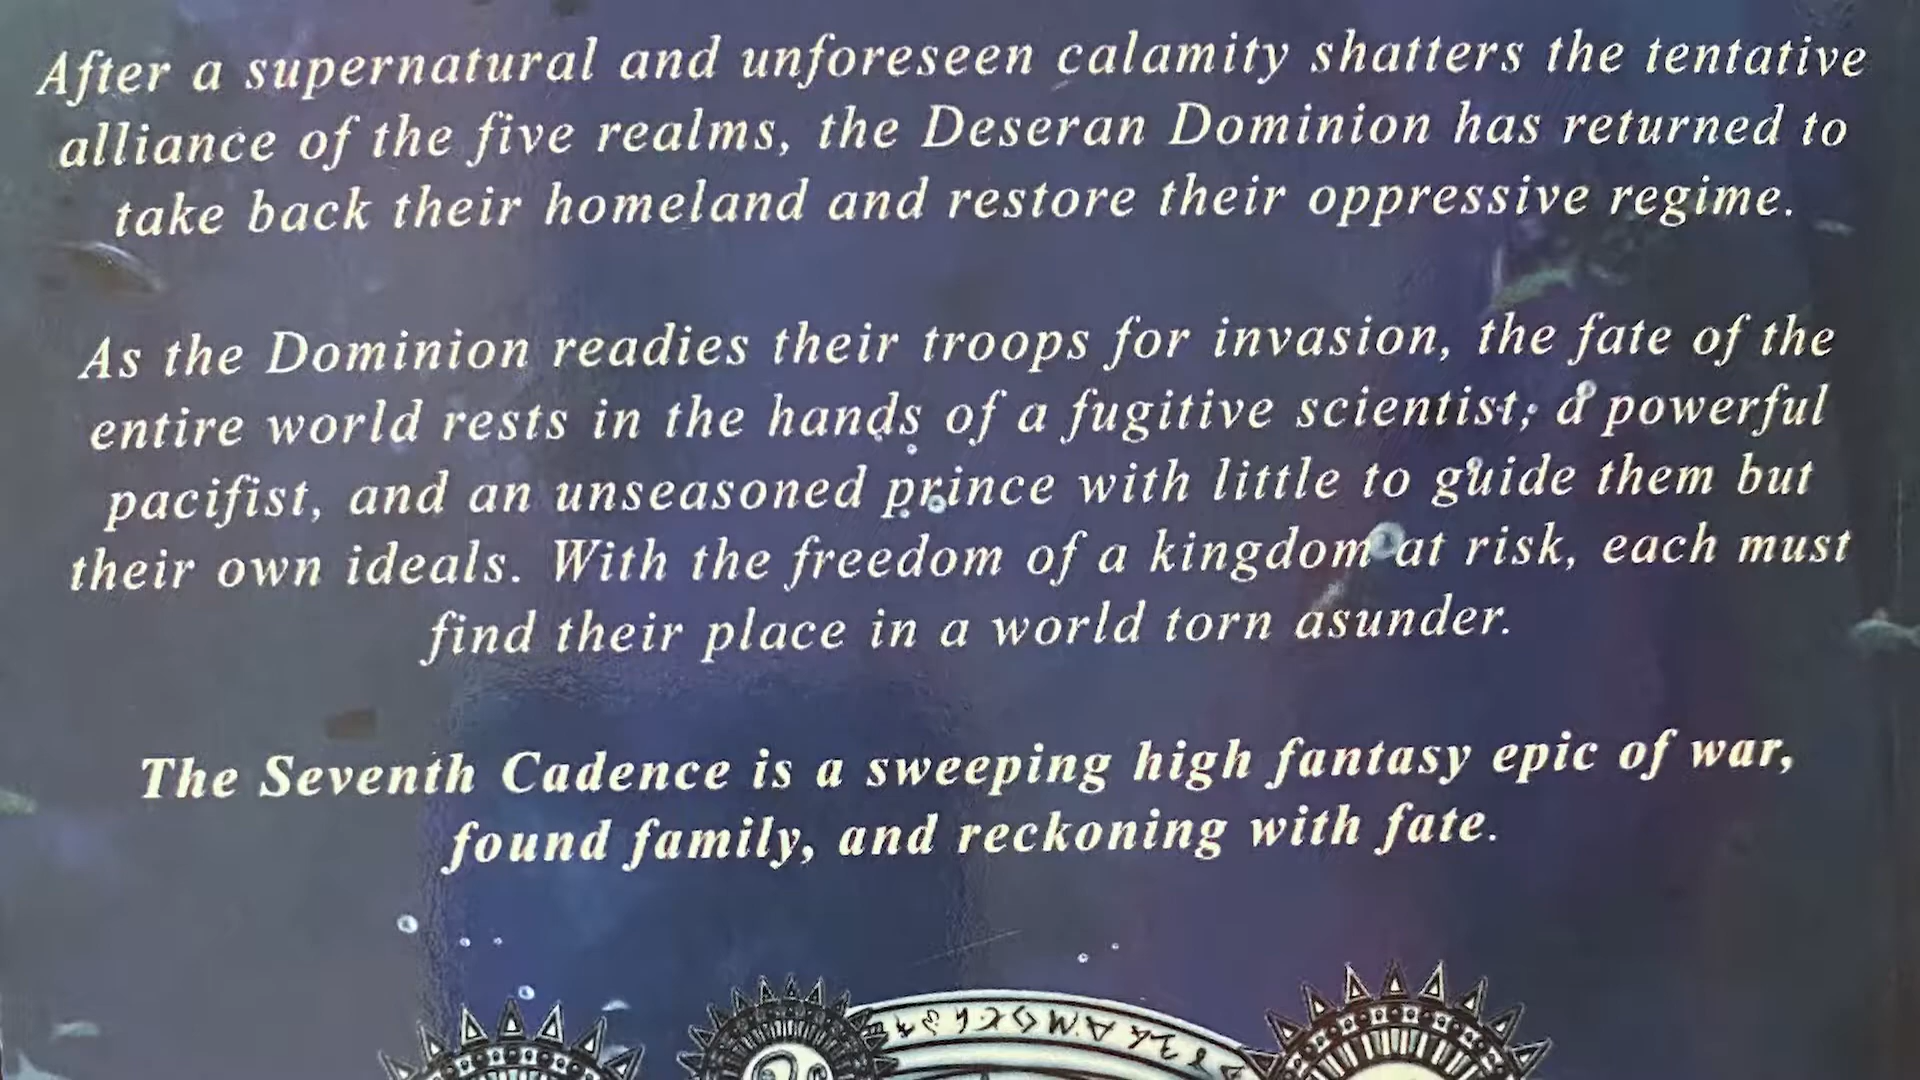 After a supernatural and unforeseen calamity shatters the tentative
alliance of the five realms, the Deseran Dominion has returned to
take back their homeland and restore their oppressive regime.
As the Dominion readies their troops for invasion, the fate of the
entire world rests in the hands of a fugitive scientist, a powerful
pacifist, and an unseasoned prince with little to guide them but
their own ideals. With the freedom of a kingdom at risk, each must
find their place in a world torn asunder.
The Seventh Cadence is a sweeping high fantasy epic of war,
found family, and reckoning with fate.